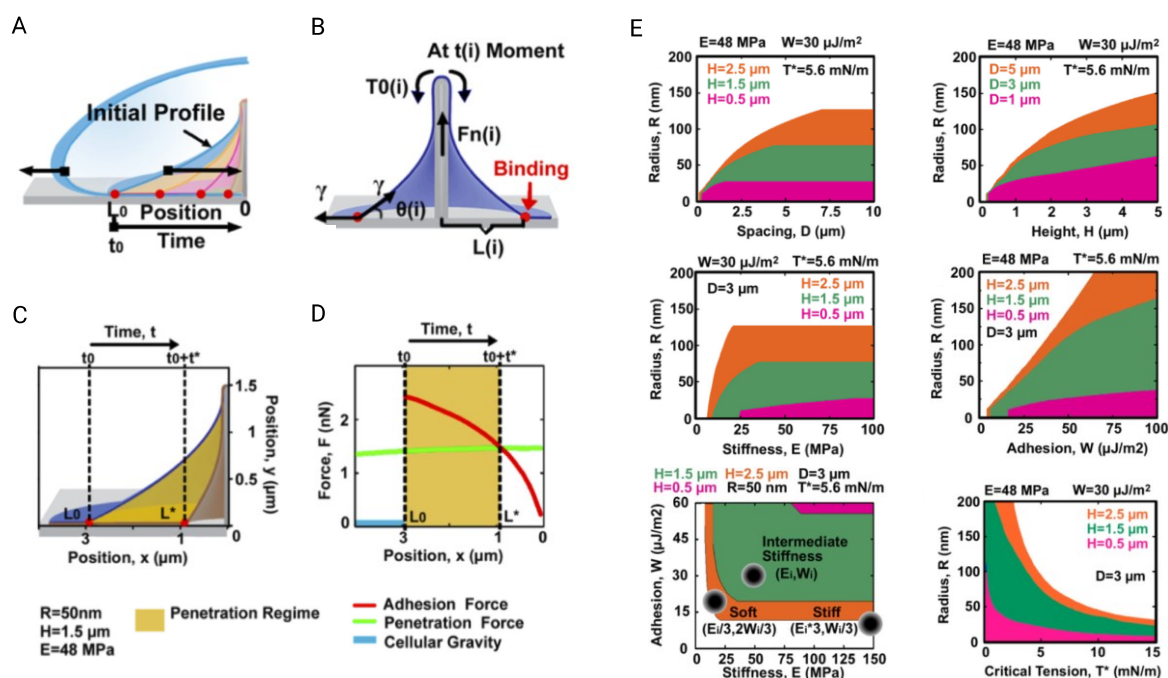 A
Initial Profile
L0 Position 0
t0
Time
B
At t(i) Moment
T0(i)
Fn(i)
Binding
γ
γ
θ(i)
L(i)
C
Time, t
t0 t0+t*
1.5
1
0.5
0
Position, y (µm)
L0 L*
3 1
Position, x (µm)
R=50nm
H=1.5 µm
E=48 MPa
Penetration Regime
D
Time, t
t0 t0+t*
Force, F (nN)
2
1
0
L0 L*
3 1 0
Position, x (µm)
Adhesion Force
Penetration Force
Cellular Gravity
E
E=48 MPa W=30 µJ/m²
H=2.5 µm T*=5.6 mN/m
H=1.5 µm
H=0.5 µm
Radius, R (nm)
200
150
100
50
0
0 2.5 5 7.5 10
Spacing, D (µm)
E=48 MPa W=30 µJ/m²
D=5 µm T*=5.6 mN/m
D=3 µm
D=1 µm
Radius, R (nm)
200
150
100
50
0
0 1 2 3 4 5
Height, H (µm)
W=30 µJ/m² T*=5.6 mN/m
D=3 µm H=2.5 µm
H=1.5 µm
H=0.5 µm
Radius, R (nm)
200
150
100
50
0
0 25 50 75 100
Stiffness, E (MPa)
E=48 MPa T*=5.6 mN/m
H=2.5 µm
H=1.5 µm
H=0.5 µm
D=3 µm
Radius, R (nm)
200
150
100
50
0
0 25 50 75 100
Adhesion, W (µJ/m2)
H=1.5 µm H=2.5 µm D=3 µm
H=0.5 µm R=50 nm T*=5.6 mN/m
Adhesion, W (µJ/m2)
60
45
30
15
0
Intermediate
Stiffness
(Ei,Wi)
Soft Stiff
(Ei/3,2Wi/3) (Ei*3,Wi/3)
0 25 50 75 100 125 150
Stiffness, E (MPa)
E=48 MPa W=30 µJ/m²
H=2.5 µm
H=1.5 µm
H=0.5 µm
D=3 µm
Radius, R (nm)
200
150
100
50
0
0 5 10 15
Critical Tension, T* (mN/m)